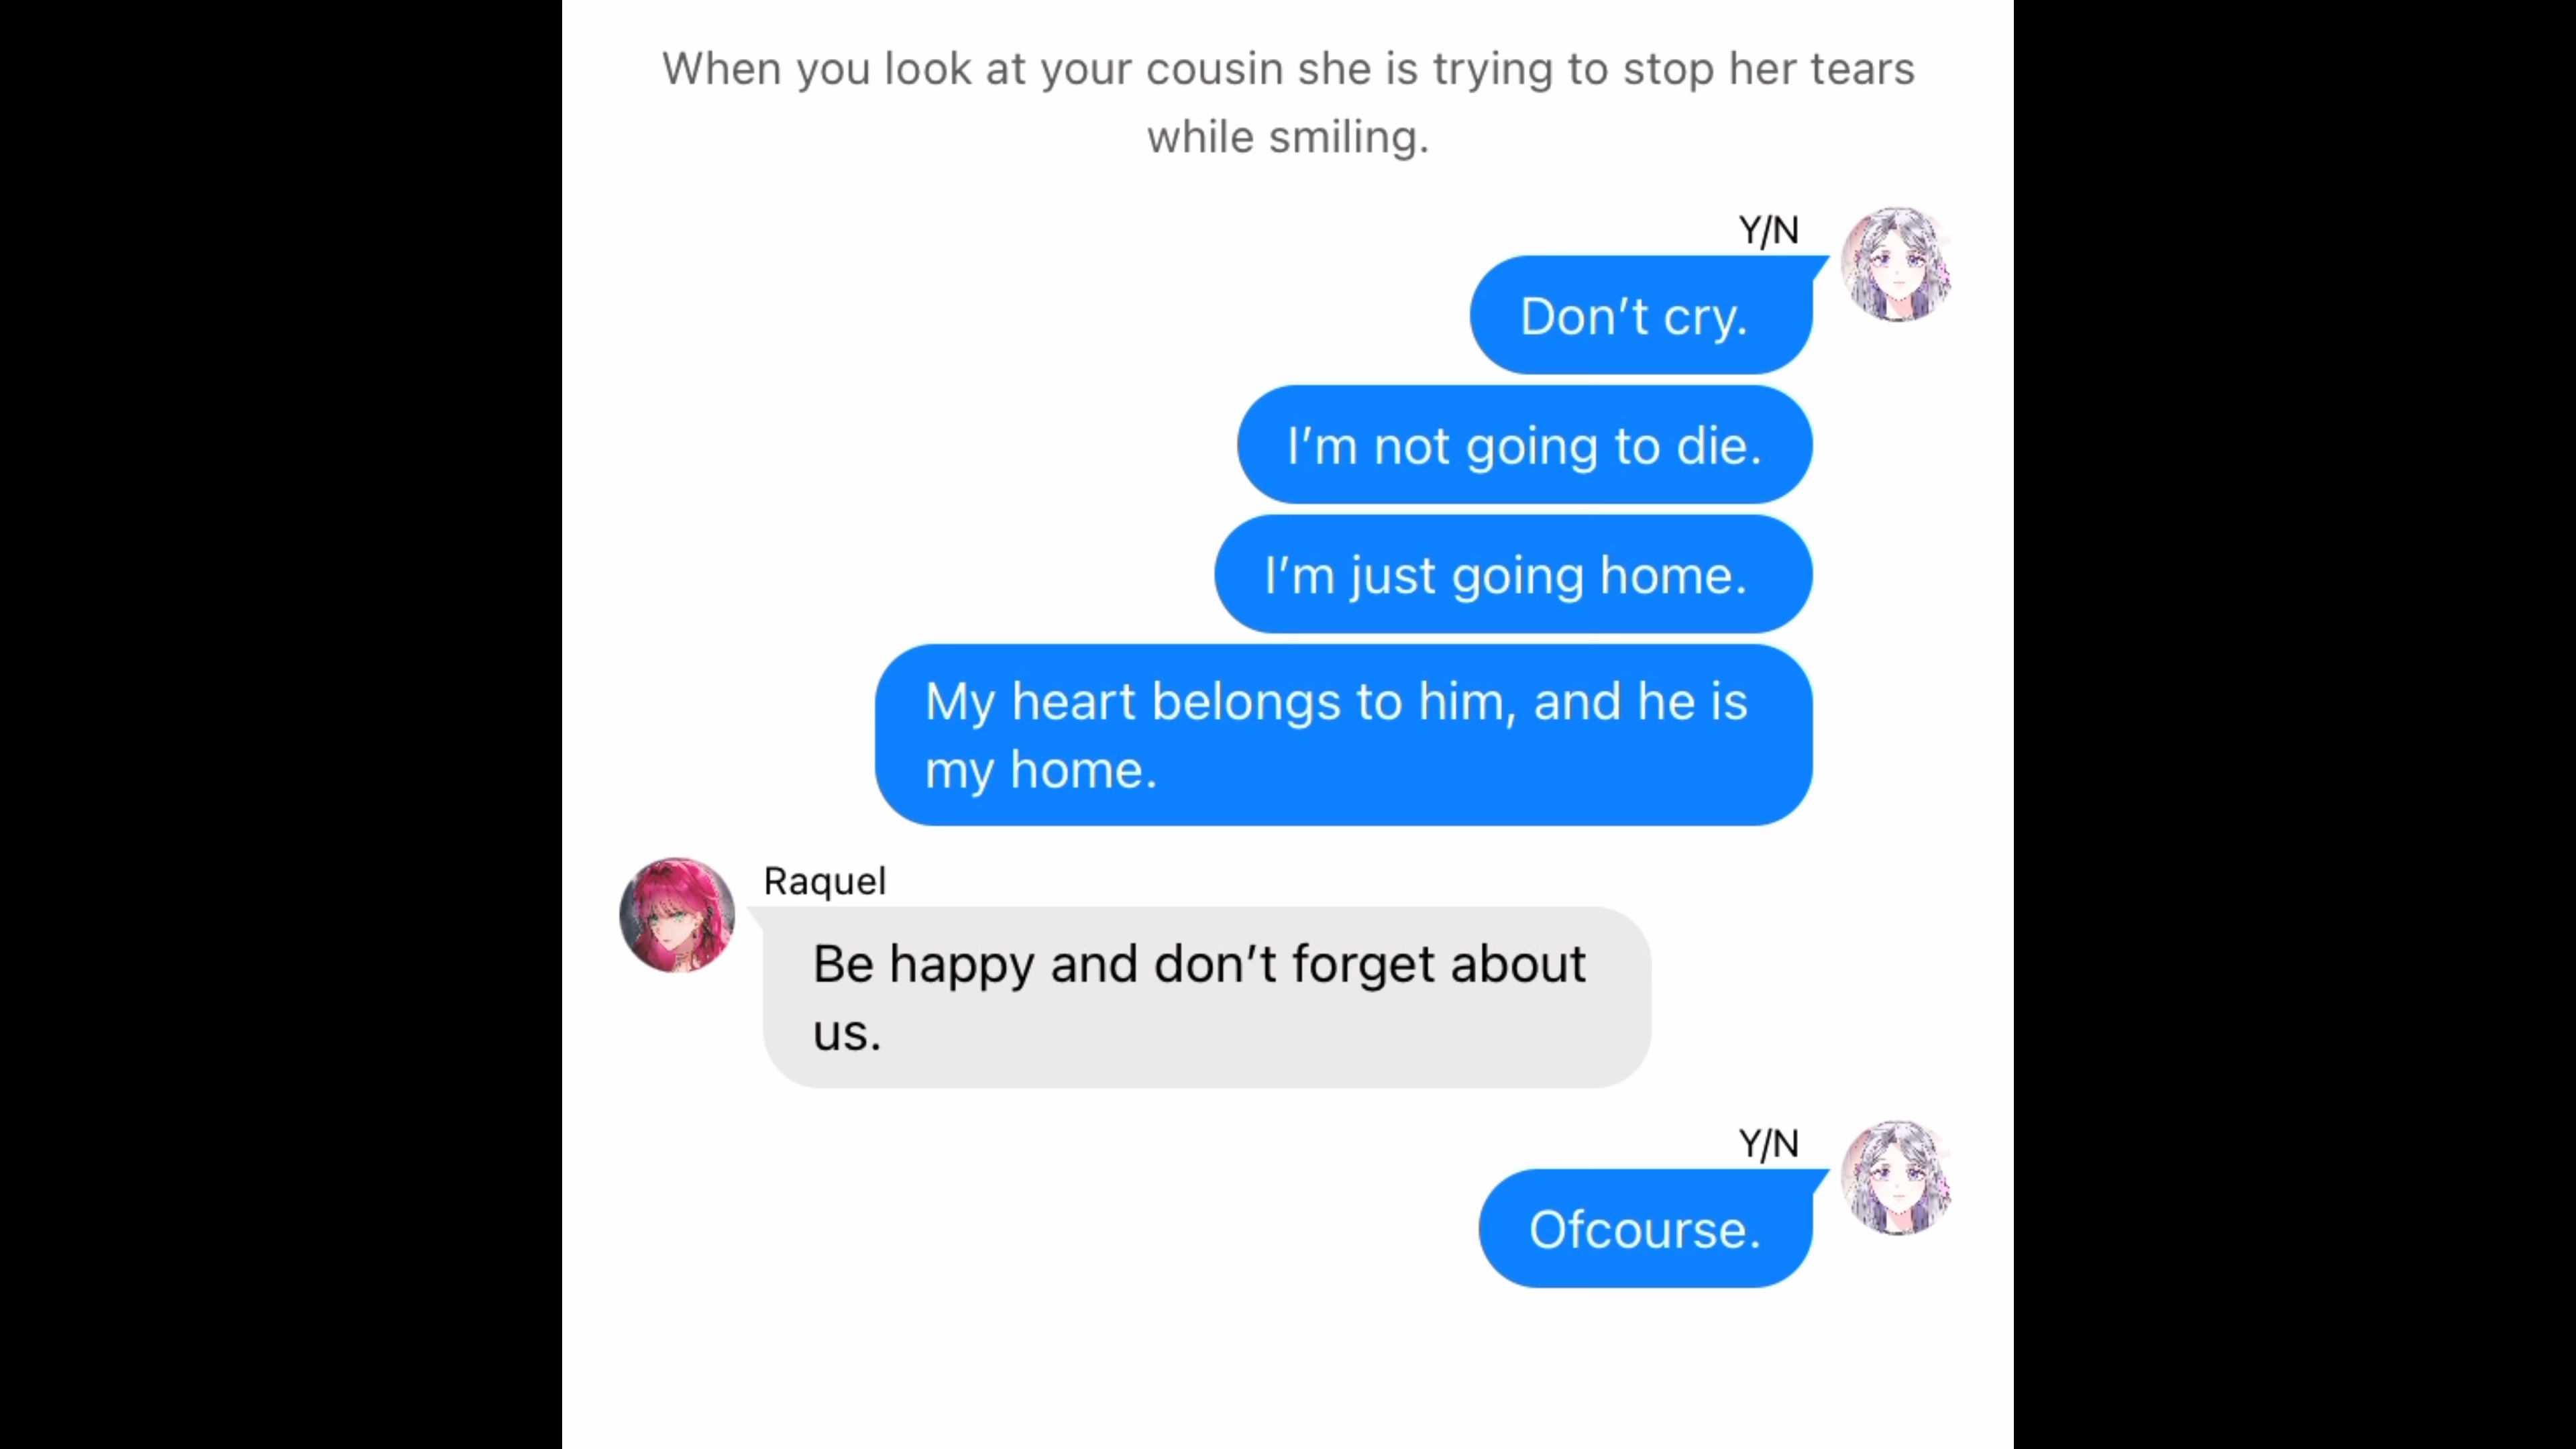 When you look at your cousin she is trying to stop her tears
while smiling.
Y/N
Don’t cry.
I’m not going to die.
I’m just going home.
My heart belongs to him, and he is
my home.
Raquel
Be happy and don’t forget about
us.
Y/N
Ofcourse.